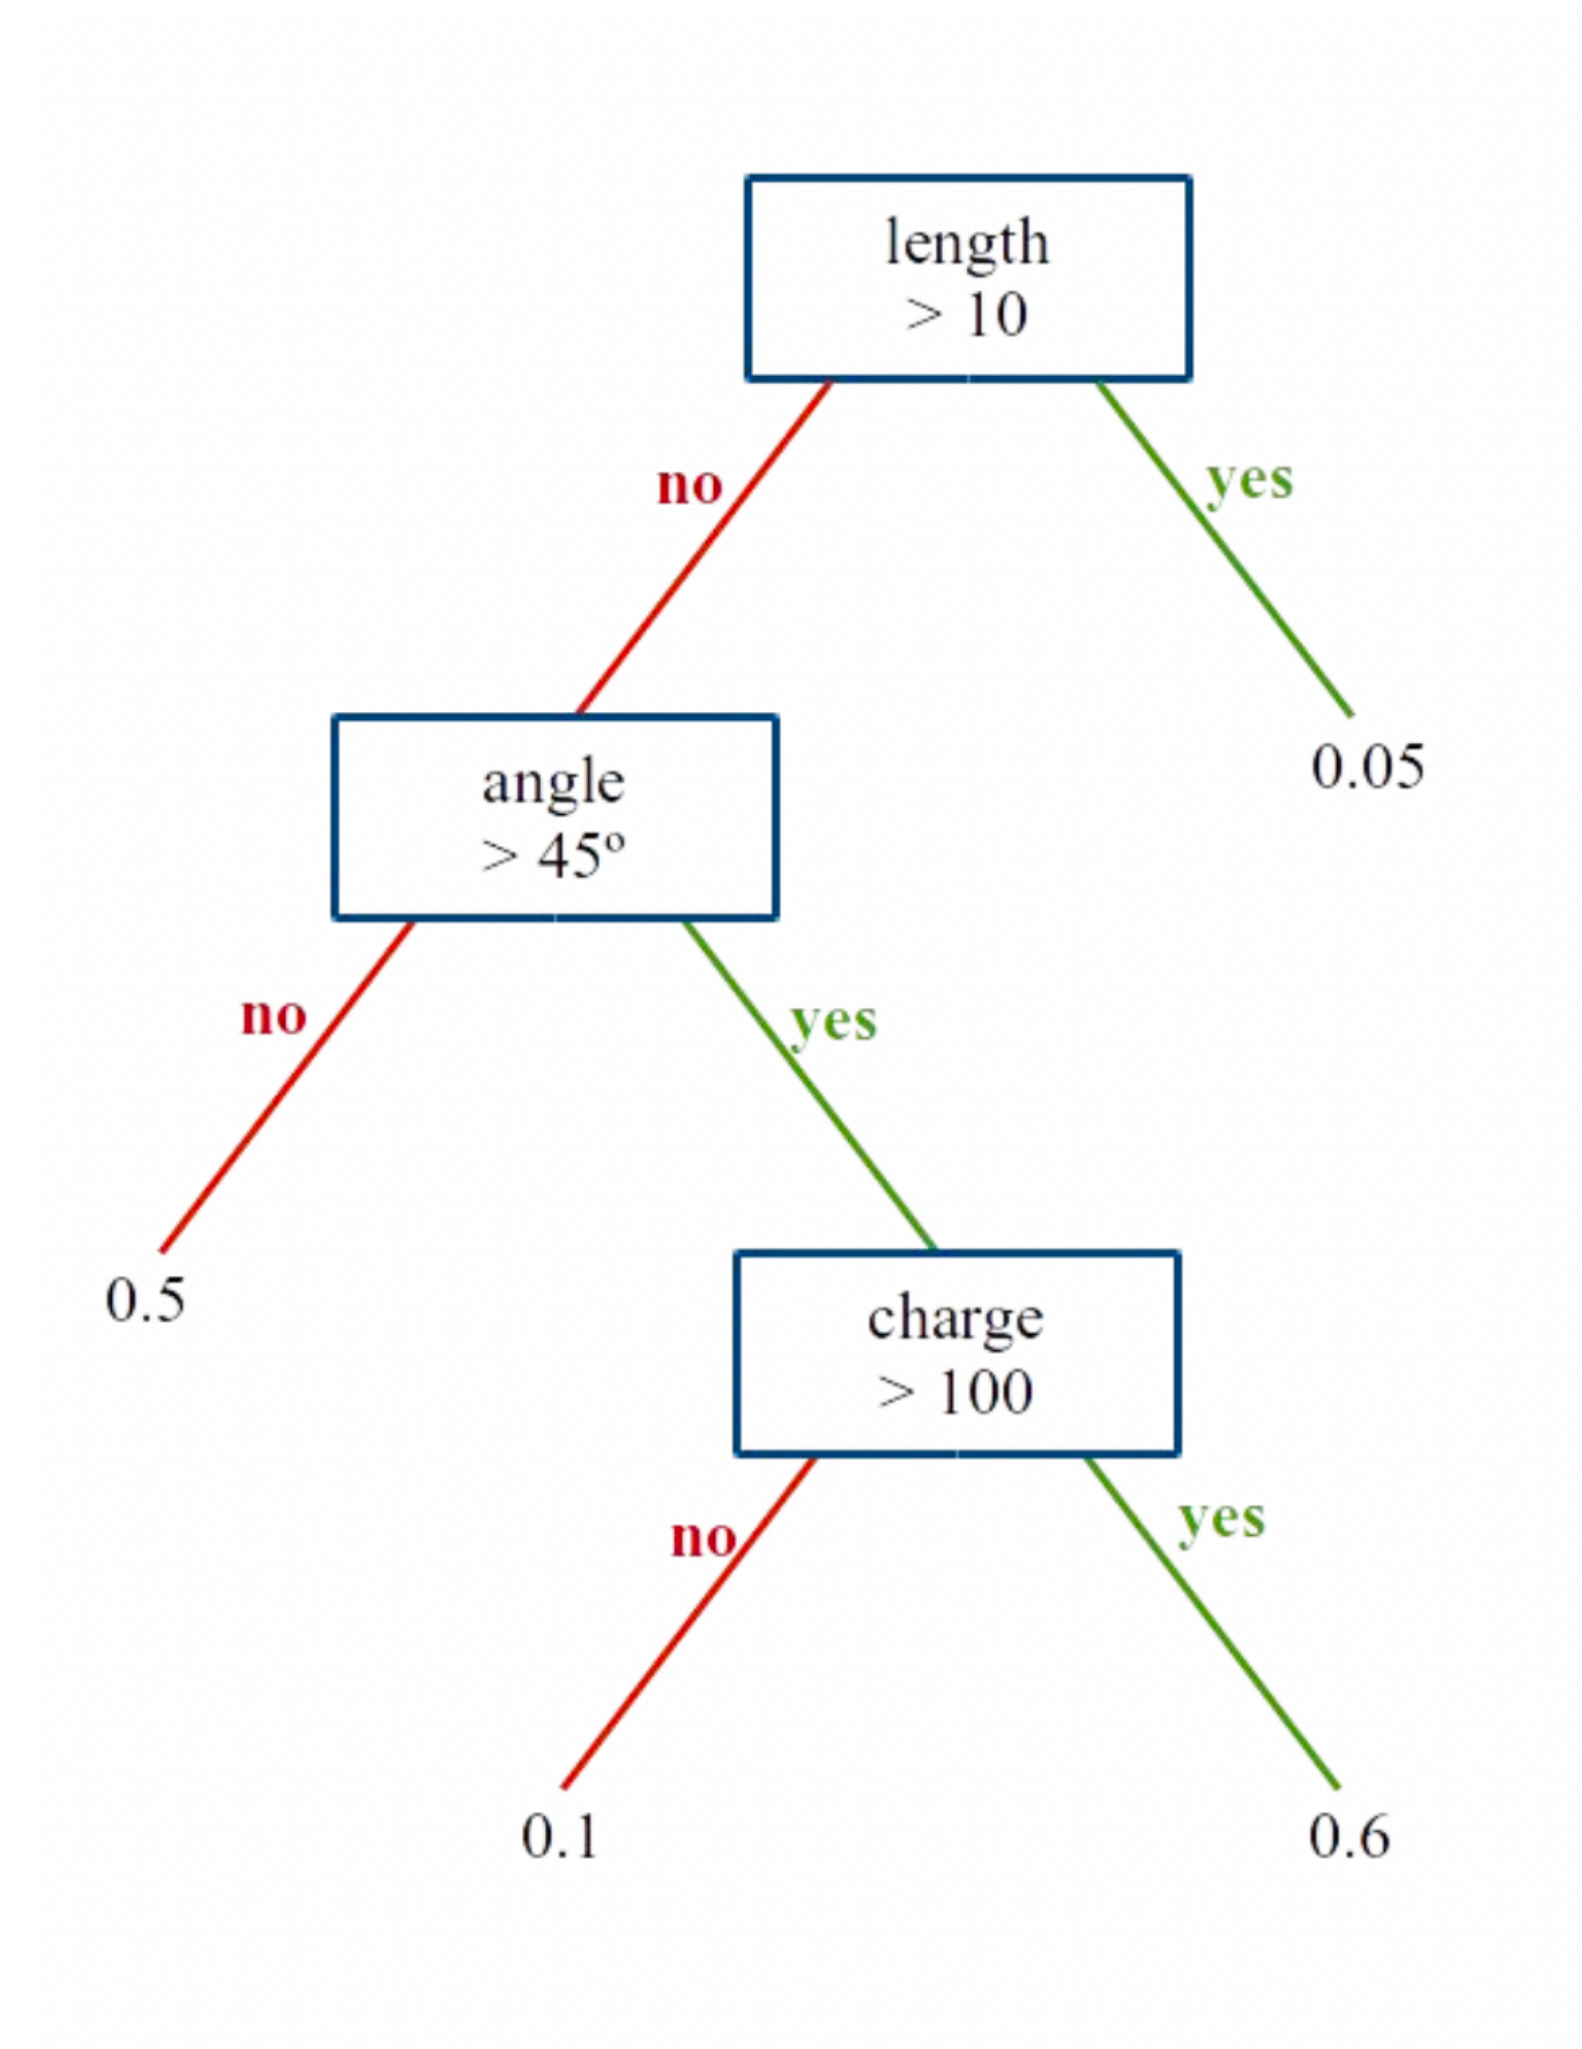 length
> 10
no
yes
angle
> 45º
0.05
no
yes
0.5
charge
> 100
no
yes
0.1
0.6